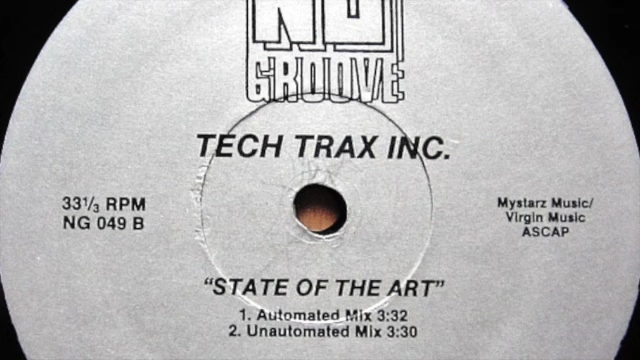 NU
GROOVE
TECH TRAX INC.
33⅓ RPM
NG 049 B
Mystarz Music/
Virgin Music
ASCAP
"STATE OF THE ART"
1. Automated Mix 3:32
2. Unautomated Mix 3:30